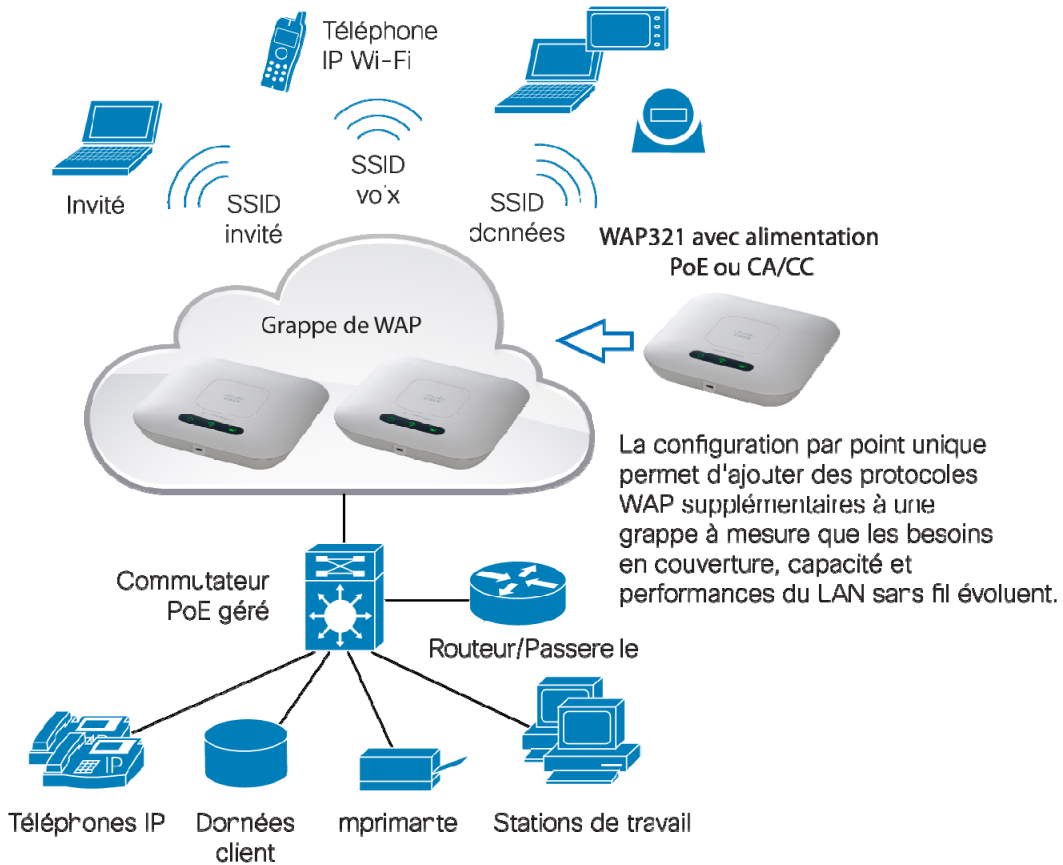 Téléphone
IP Wi-Fi
Invité
SSID
invité
SSID
voix
SSID
données
WAP321 avec alimentation
PoE ou CA/CC
Grappe de WAP
La configuration par point unique
permet d'ajouter des protocoles
WAP supplémentaires à une
grappe à mesure que les besoins
en couverture, capacité et
performances du LAN sans fil évoluent.
Commutateur
PoE géré
Routeur/Passere le
IP
Téléphones IP
Données
client
mprimante
Stations de travail